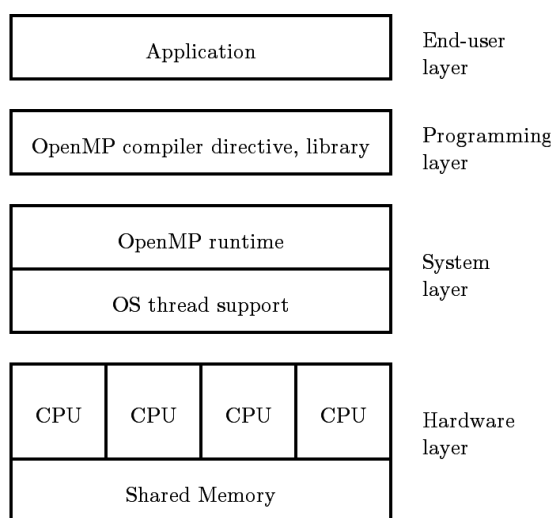 Application
End-user
layer
OpenMP compiler directive, library
Programming
layer
OpenMP runtime
OS thread support
System
layer
CPU CPU CPU CPU
Shared Memory
Hardware
layer